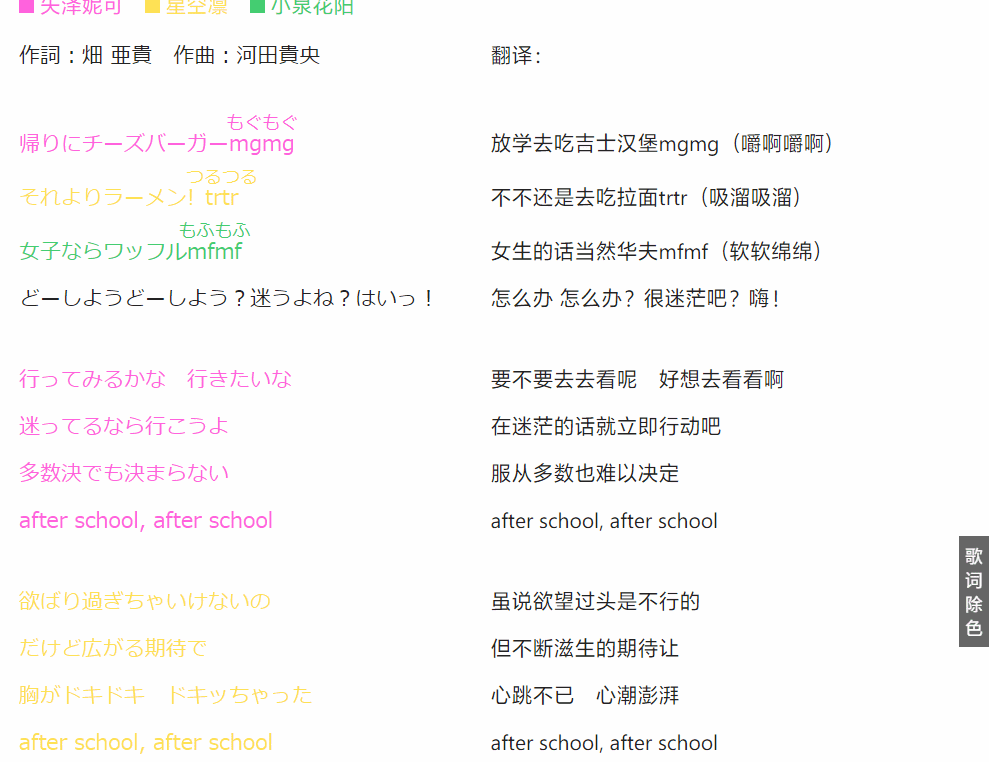 矢泽妮可 星空凛 小泉花阳
作詞：畑 亜貴　作曲：河田貴央
翻译：
もぐもぐ
帰りにチーズバーガーmgmg
放学去吃吉士汉堡mgmg（嚼啊嚼啊）
つるつる
それよりラーメン! trtr
不不还是去吃拉面trtr（吸溜吸溜）
もふもふ
女子ならワッフルmfmf
女生的话当然华夫mfmf（软软绵绵）
どーしようどーしよう？迷うよね？はいっ！
怎么办 怎么办？很迷茫吧？嗨！
行ってみるかな　行きたいな
要不要去去看呢　好想去看看啊
迷ってるなら行こうよ
在迷茫的话就立即行动吧
多数決でも決まらない
服从多数也难以决定
after school, after school
after school, after school
欲ばり過ぎちゃいけないの
虽说欲望过头是不行的
だけど広がる期待で
但不断滋生的期待让
胸がドキドキ　ドキッちゃった
心跳不已　心潮澎湃
after school, after school
after school, after school
歌词除色